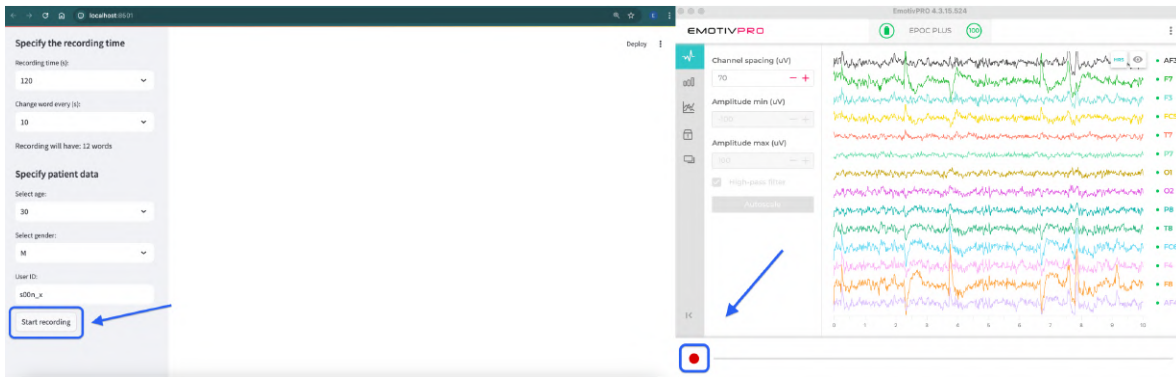 localhost:8501
Deploy
Specify the recording time
Recording time (s):
120
Change word every (s):
10
Recording will have: 12 words
Specify patient data
Select age:
30
Select gender:
M
User ID:
s00n_x
Start recording
EmotivPRO 4.3.15.524
EMOTIVPRO
EPOC PLUS
100
Channel spacing (uV)
70
Amplitude min (uV)
-100
Amplitude max (uV)
100
High-pass filter
Autoscale
AF3
F7
F3
FC5
T7
P7
O1
O2
P8
T8
FC6
F4
F8
AF4
0 1 2 3 4 5 6 7 8 9 10